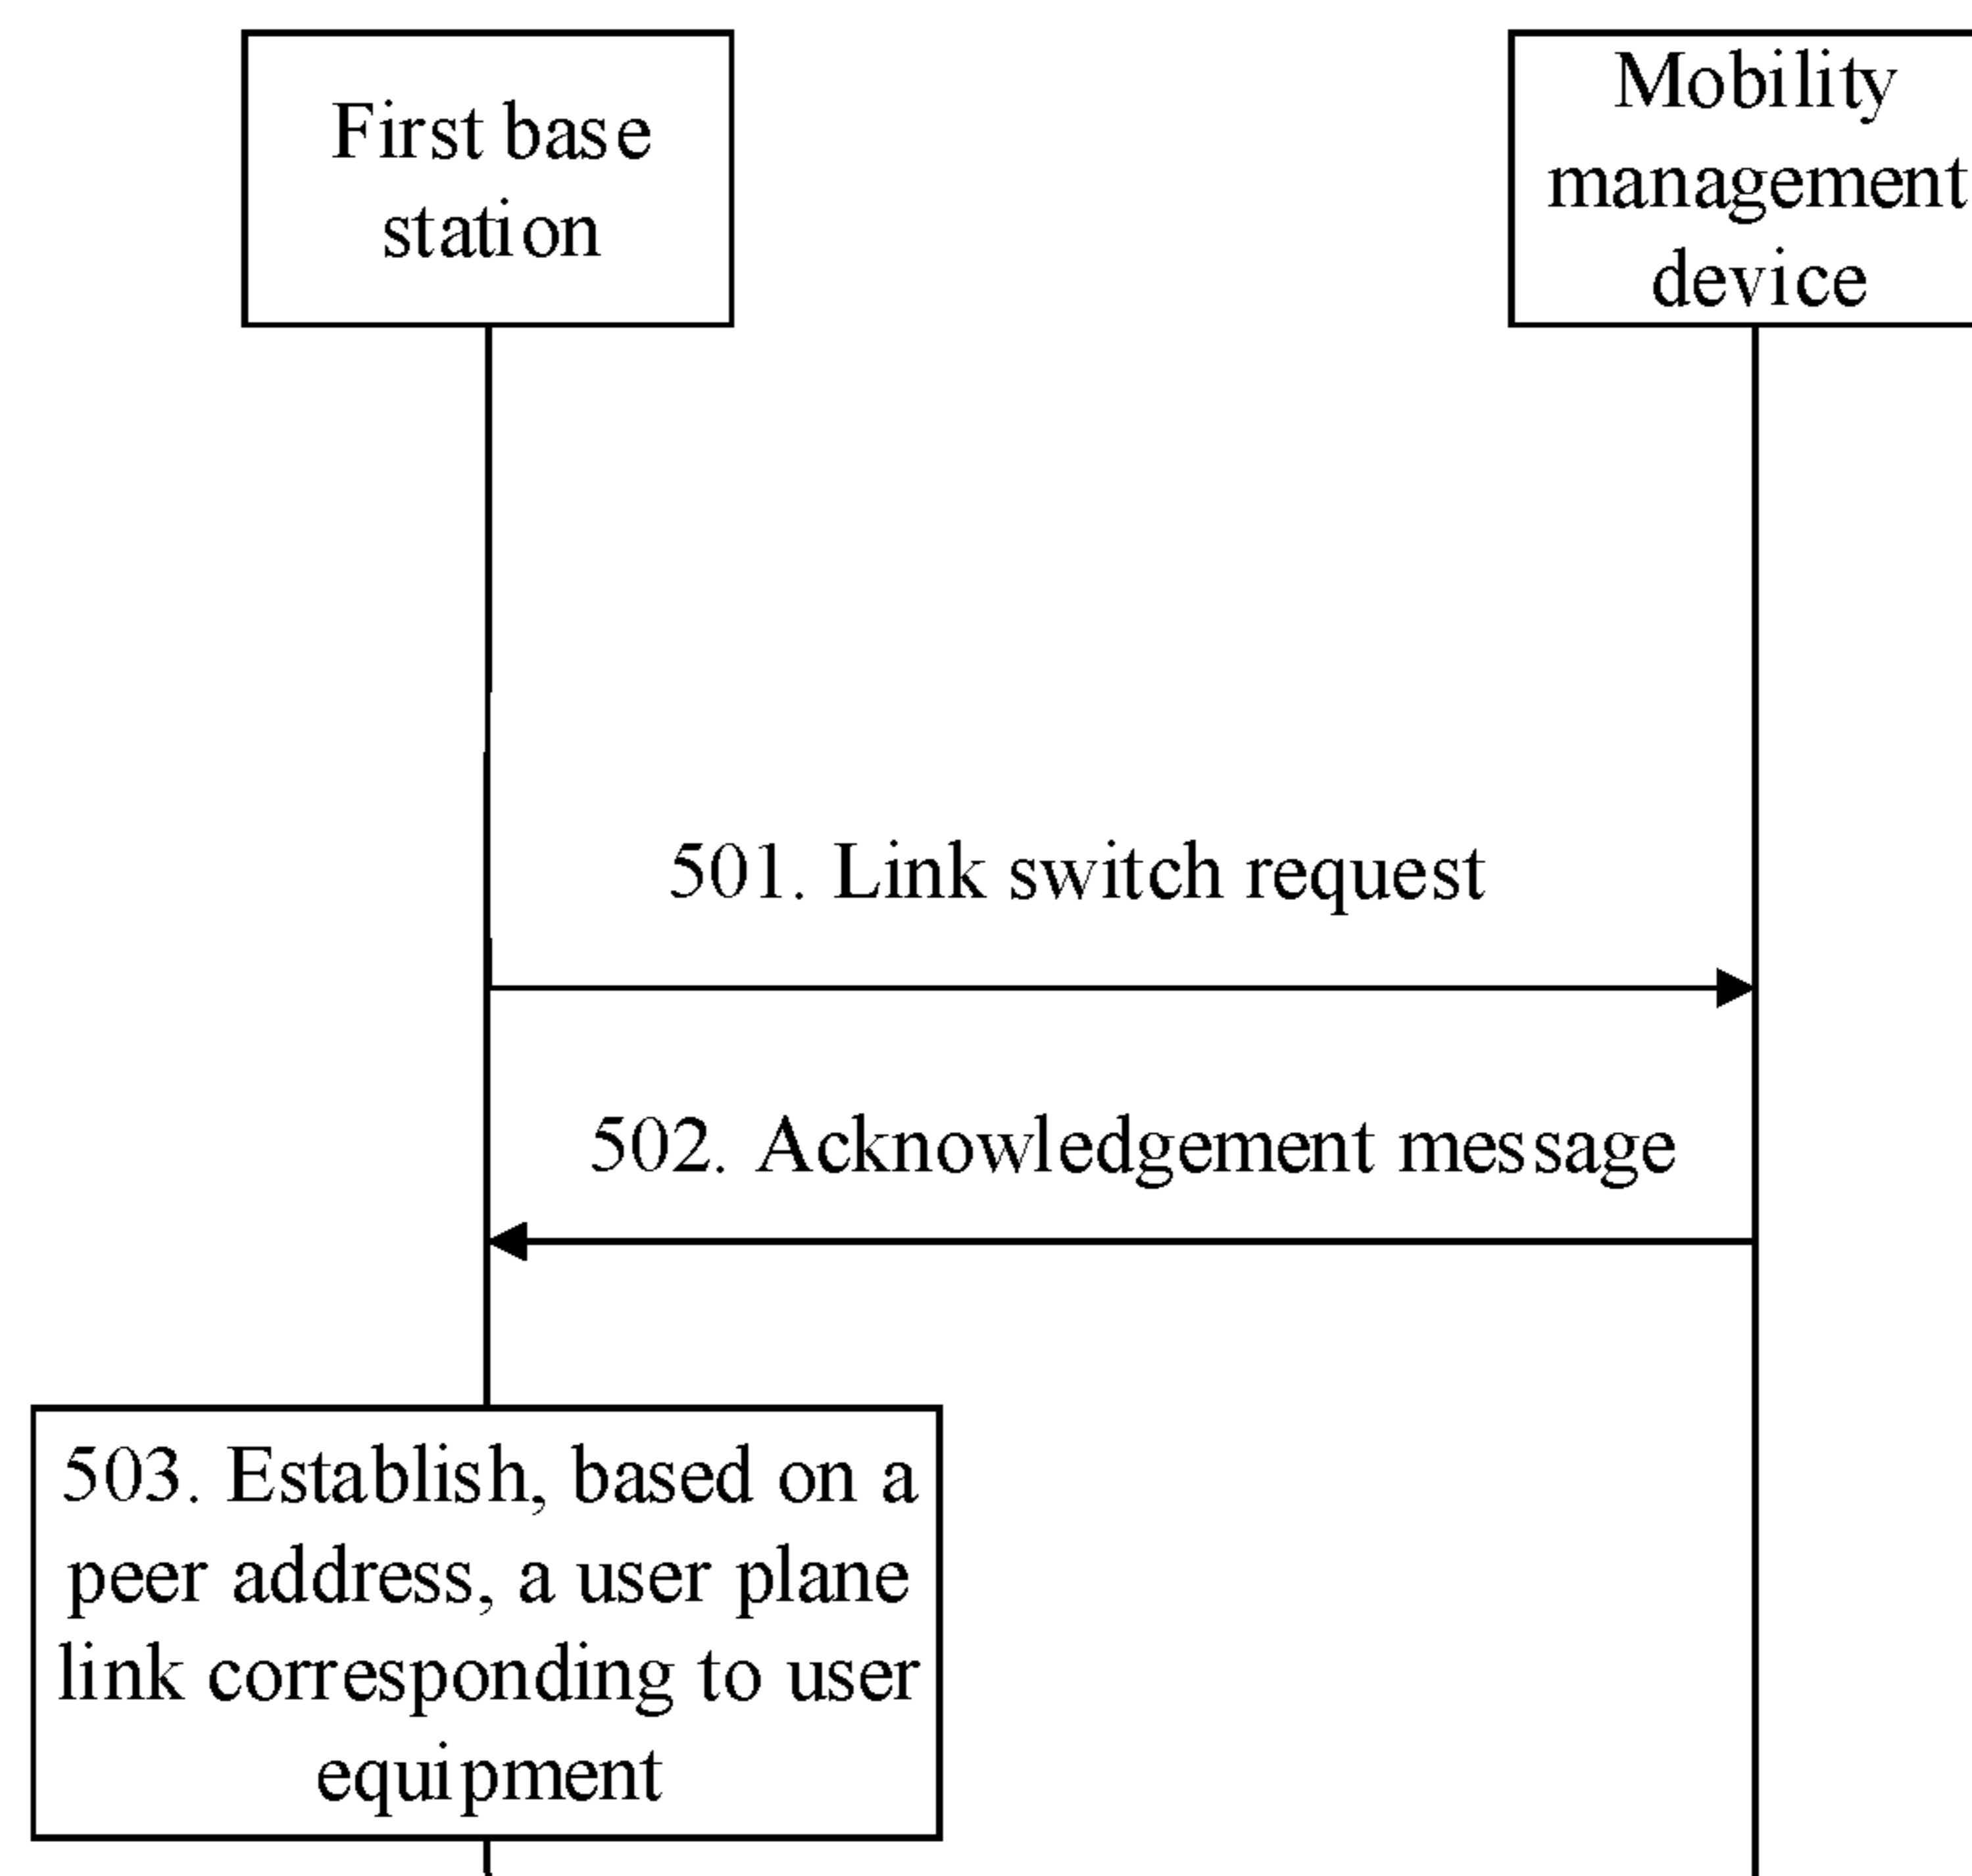 First base
station
Mobility
management
device
501. Link switch request
502. Acknowledgement message
503. Establish, based on a
peer address, a user plane
link corresponding to user
equipment